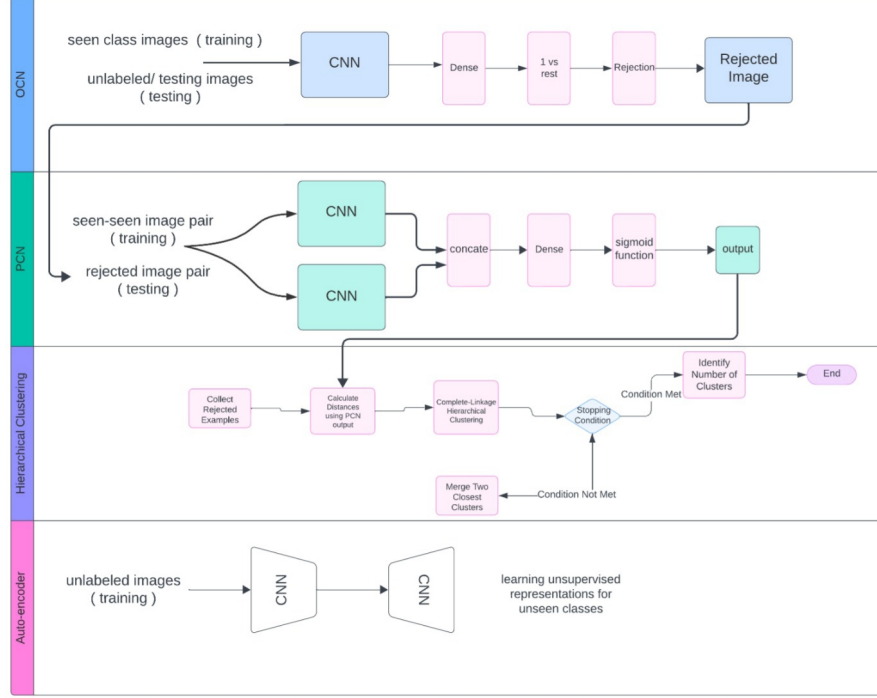 OCN
seen class images ( training )
unlabeled/ testing images
( testing )
CNN
Dense
1 vs
rest
Rejection
Rejected
Image
PCN
seen-seen image pair
( training )
rejected image pair
( testing )
CNN
CNN
concate
Dense
sigmoid
function
output
Hierarchical Clustering
Collect
Rejected
Examples
Calculate
Distances
using PCN
output
Complete-Linkage
Hierarchical
Clustering
Stopping
Condition
Condition Met
Identify
Number of
Clusters
End
Merge Two
Closest
Clusters
Condition Not Met
Auto-encoder
unlabeled images
( training )
CNN
CNN
learning unsupervised
representations for
unseen classes